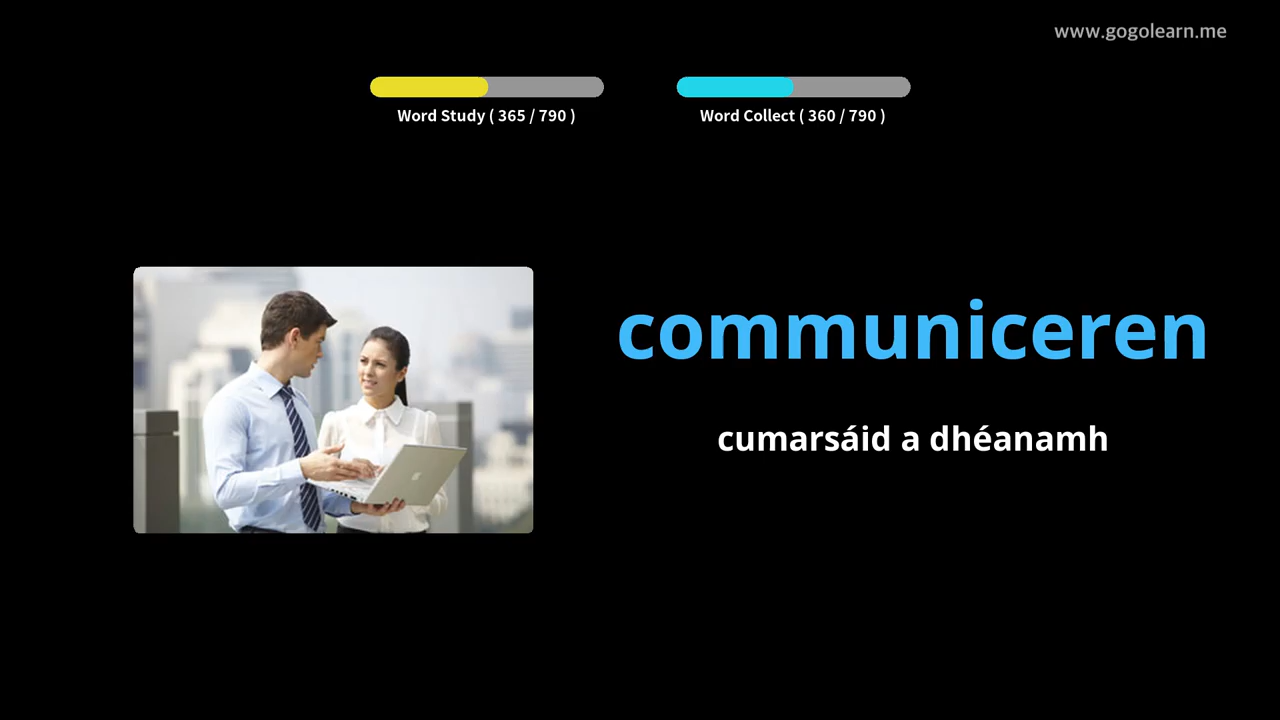 www.gogolearn.me
Word Study ( 365 / 790 )
Word Collect ( 360 / 790 )
communiceren
cumarsáid a dhéanamh